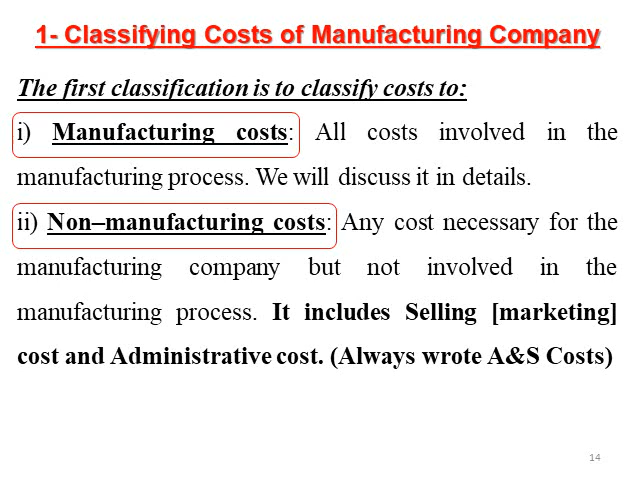 1- Classifying Costs of Manufacturing Company
The first classification is to classify costs to:
i) Manufacturing costs: All costs involved in the
manufacturing process. We will discuss it in details.
ii) Non–manufacturing costs: Any cost necessary for the
manufacturing company but not involved in the
manufacturing process. It includes Selling [marketing]
cost and Administrative cost. (Always wrote A&S Costs)
14